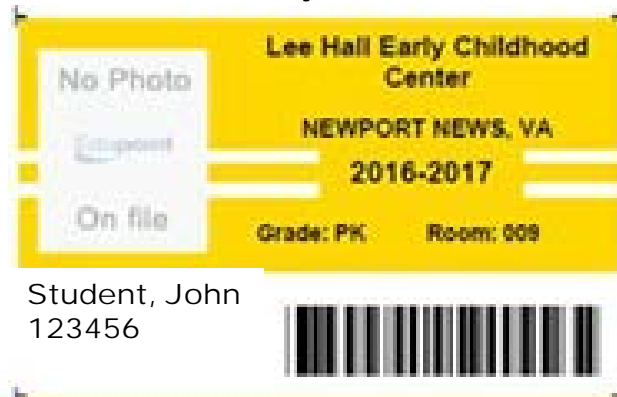 Lee Hall Early Childhood
Center
No Photo
NEWPORT NEWS, VA
Edupoint
2016-2017
On file
Grade: PK Room: 009
Student, John
123456